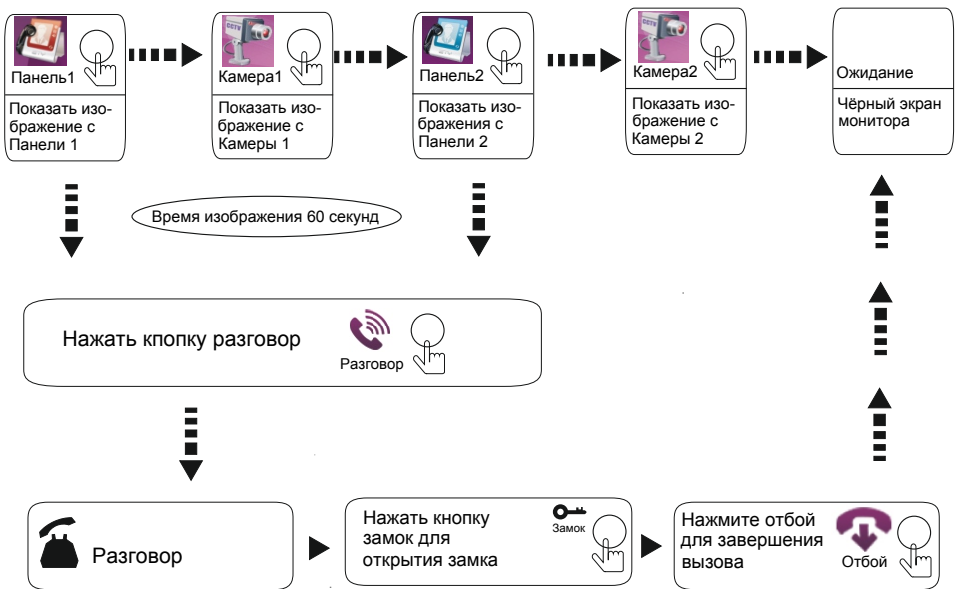 Панель1
Показать изо-
бражение с
Панели 1
Камера1
Показать изо-
бражение с
Камеры 1
Панель2
Показать изо-
бражения с
Панели 2
Камера2
Показать изо-
бражение с
Камеры 2
Ожидание
Чёрный экран
монитора
Время изображения 60 секунд
Нажать кпопку разговор
Разговор
Разговор
Нажать кнопку
замок для
открытия замка
Замок
Нажмите отбой
для завершения
вызова
Отбой